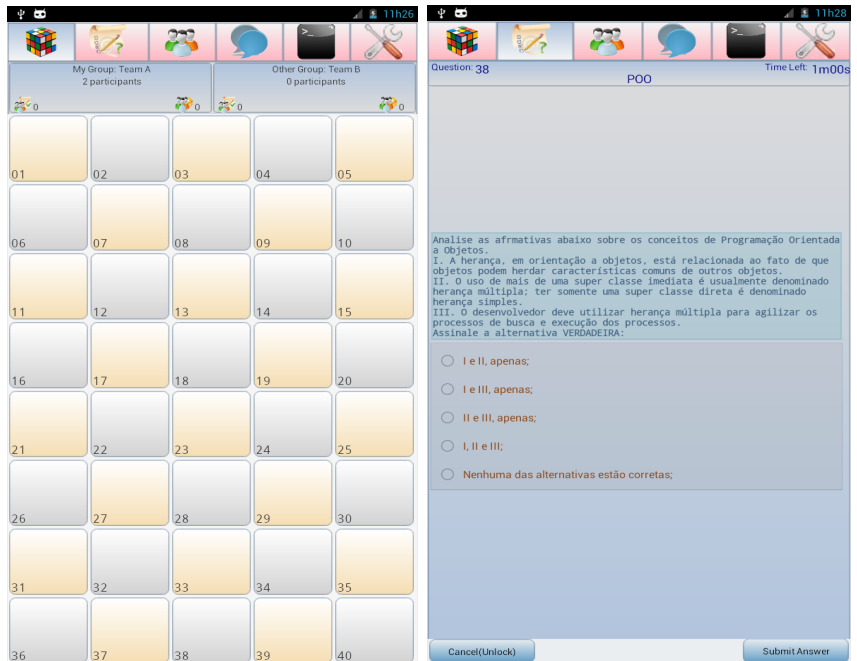 11h26
My Group: Team A
2 participants
0
0
Other Group: Team B
0 participants
0
0
01
02
03
04
05
06
07
08
09
10
11
12
13
14
15
16
17
18
19
20
21
22
23
24
25
26
27
28
29
30
31
32
33
34
35
36
37
38
39
40
11h28
Question: 38
Time Left: 1m00s
POO
Analise as afrmativas abaixo sobre os conceitos de Programação Orientada
a Objetos.
I. A herança, em orientação a objetos, está relacionada ao fato de que
objetos podem herdar características comuns de outros objetos.
II. O uso de mais de uma super classe imediata é usualmente denominado
herança múltipla; ter somente uma super classe direta é denominado
herança simples.
III. O desenvolvedor deve utilizar herança múltipla para agilizar os
processos de busca e execução dos processos.
Assinale a alternativa VERDADEIRA:
I e II, apenas;
I e III, apenas;
II e III, apenas;
I, II e III;
Nenhuma das alternativas estão corretas;
Cancel(Unlock)
Submit Answer